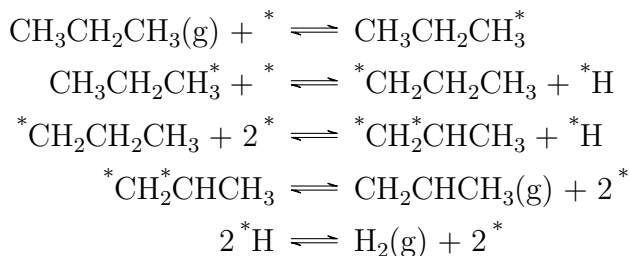 CH₃CH₂CH₃(g) + * ⇌ CH₃CH₂CH₃*
CH₃CH₂CH₃* + * ⇌ *CH₂CH₂CH₃ + *H
*CH₂CH₂CH₃ + 2* ⇌ *CH₂*CHCH₃ + *H
*CH₂*CHCH₃ ⇌ CH₂CHCH₃(g) + 2*
2*H ⇌ H₂(g) + 2*